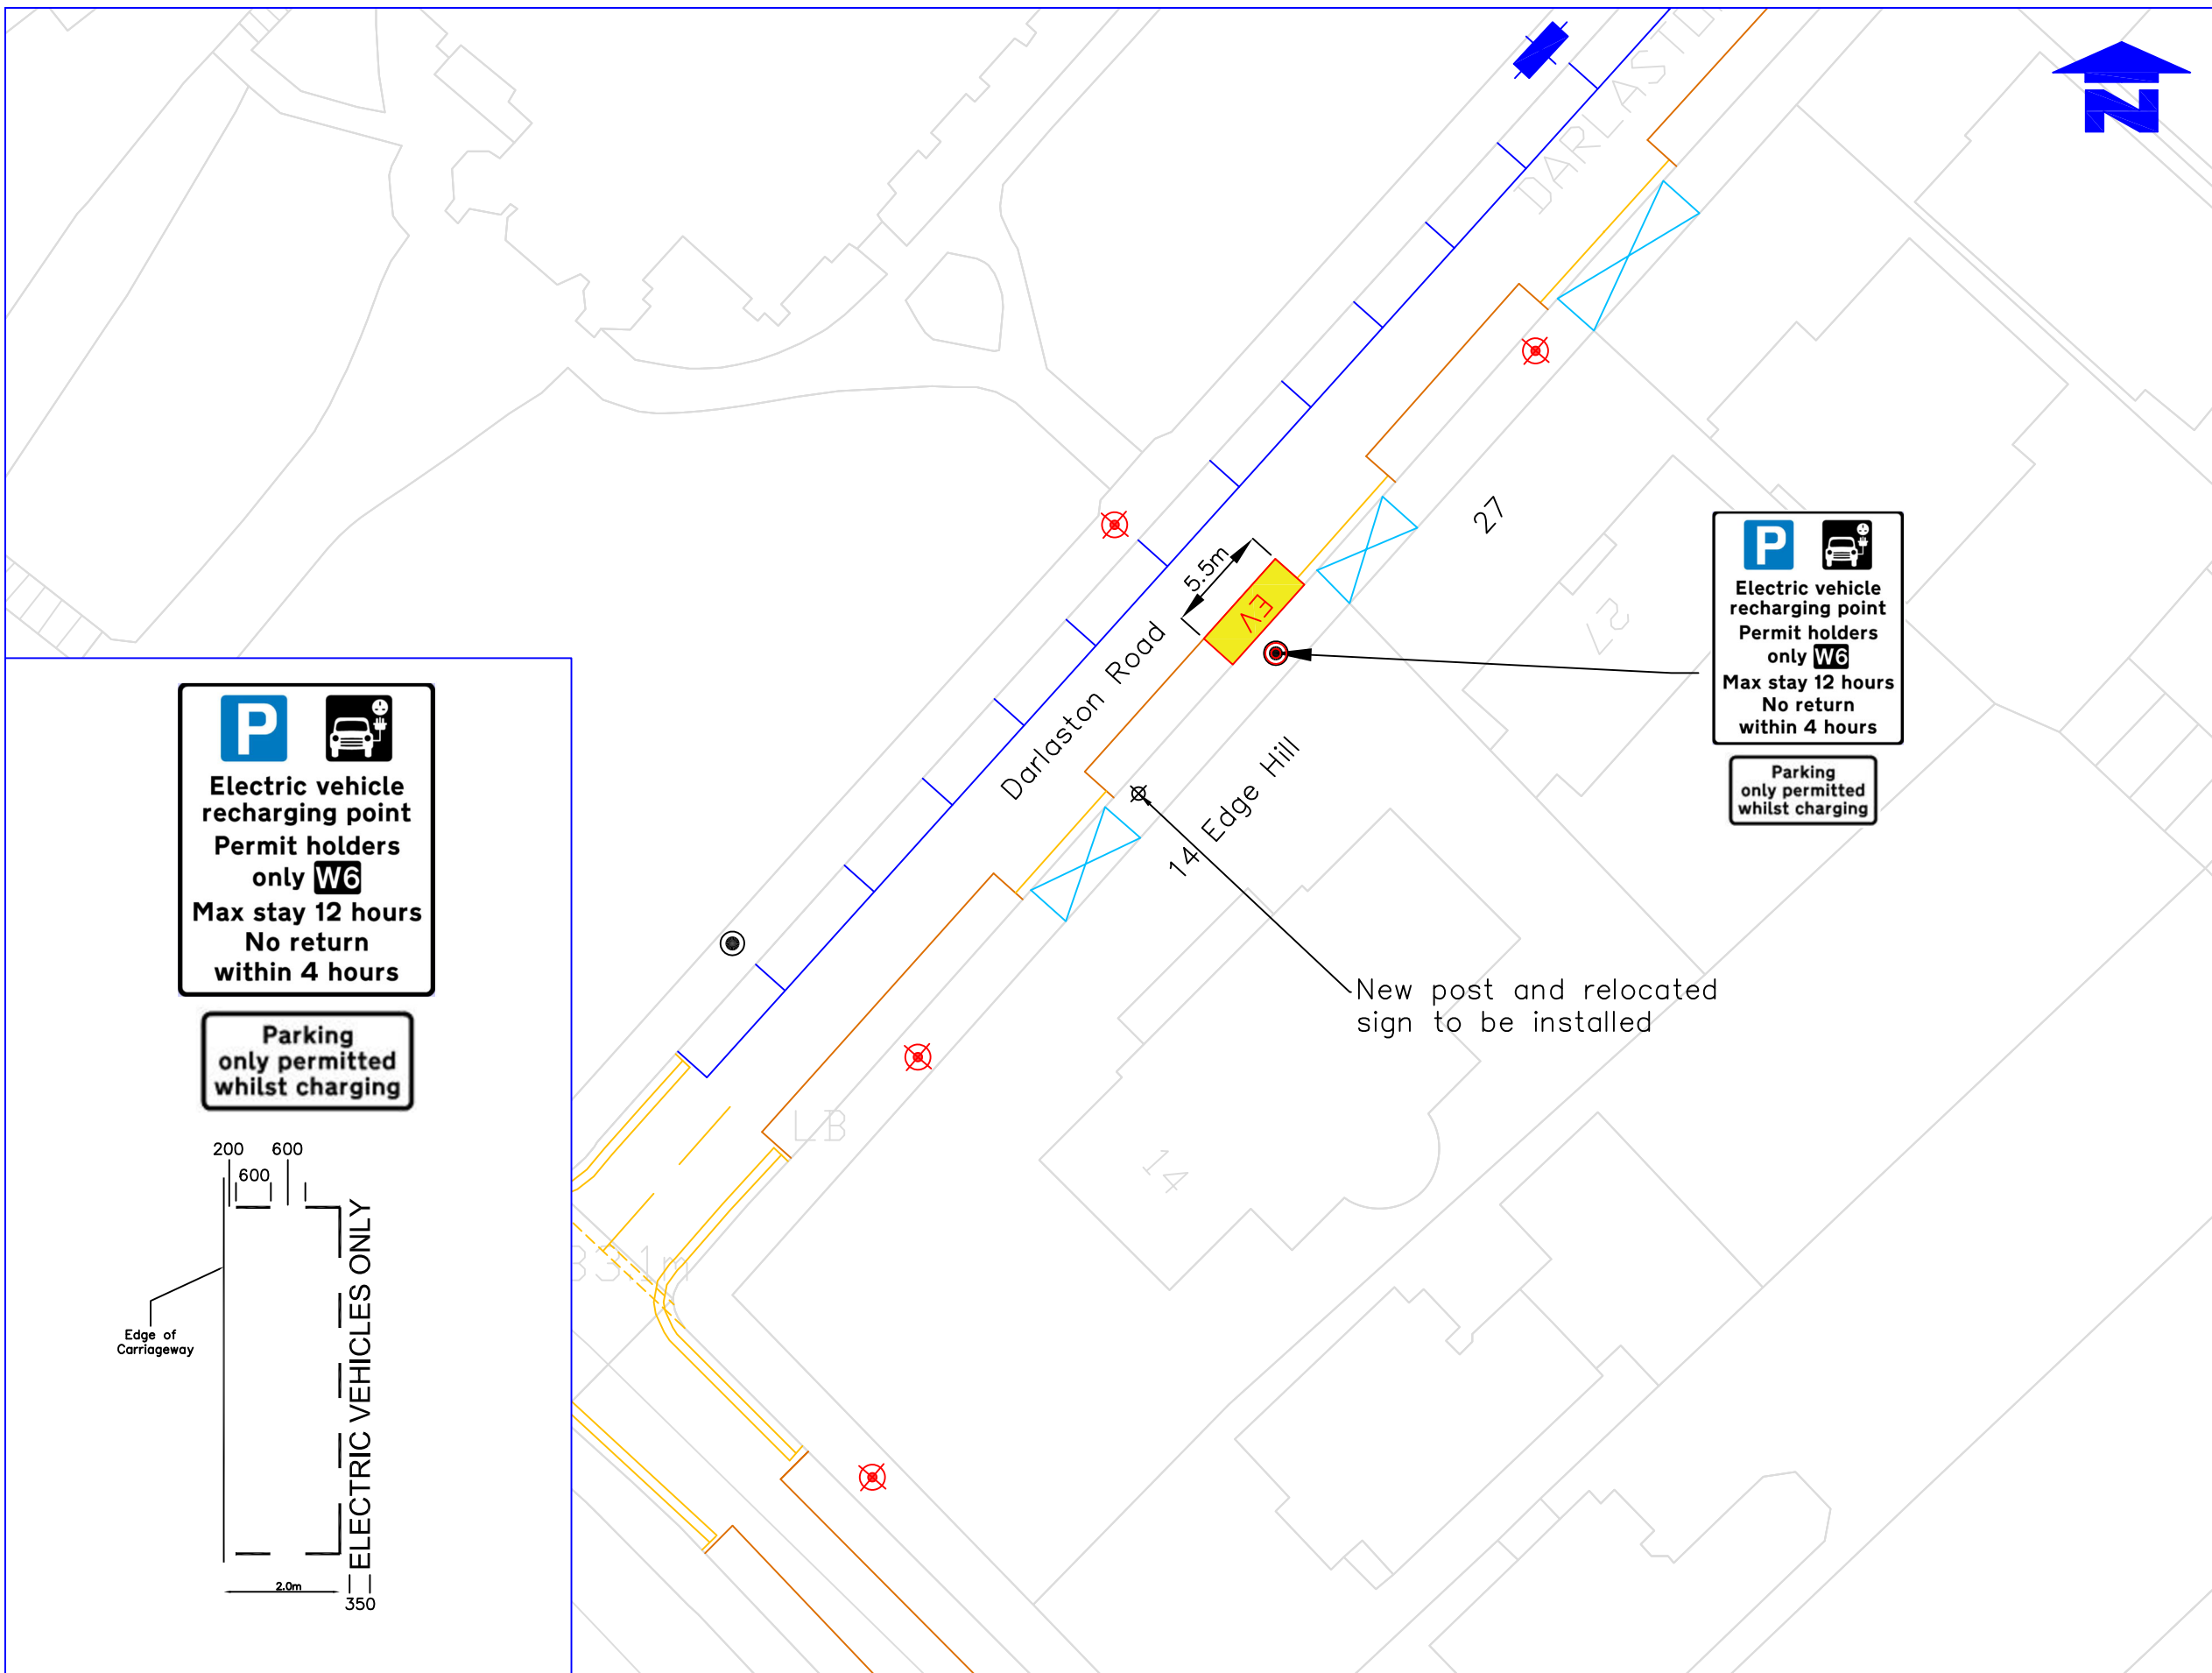 DARLAST
N
27
27
5.5m
EV
Darlaston Road
14 Edge Hill
P
Electric vehicle
recharging point
Permit holders
only W6
Max stay 12 hours
No return
within 4 hours
Parking
only permitted
whilst charging
New post and relocated
sign to be installed
LB
14
331m
P
Electric vehicle
recharging point
Permit holders
only W6
Max stay 12 hours
No return
within 4 hours
Parking
only permitted
whilst charging
200 600
600
ELECTRIC VEHICLES ONLY
Edge of
Carriageway
2.0m
350